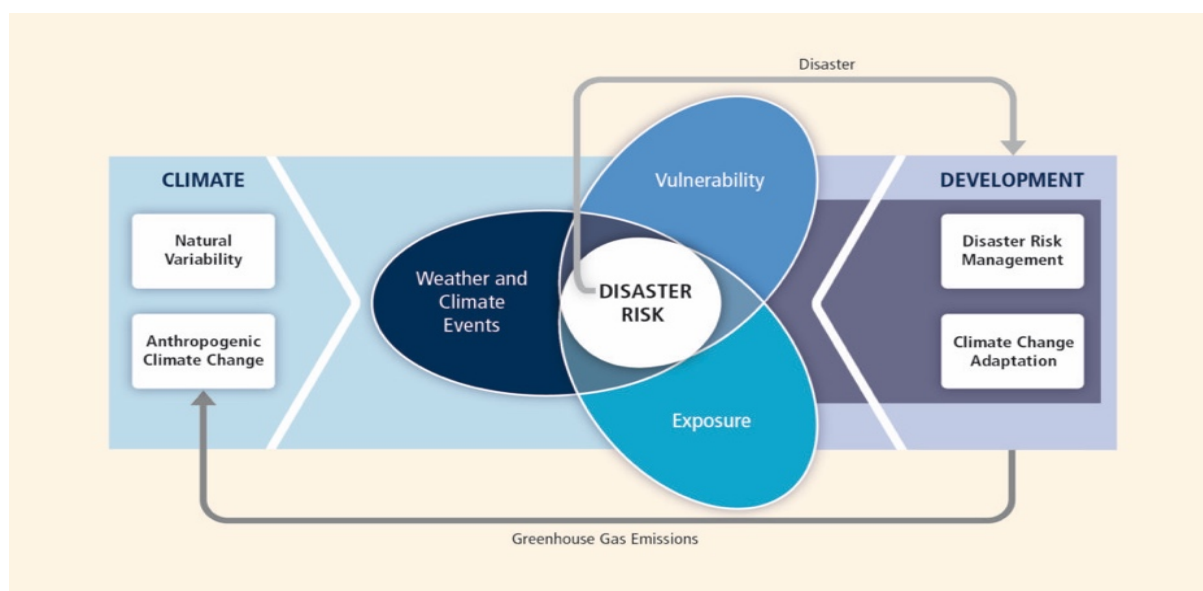 Disaster
CLIMATE
Natural
Variability
Anthropogenic
Climate Change
Weather and
Climate
Events
Vulnerability
DISASTER
RISK
Exposure
DEVELOPMENT
Disaster Risk
Management
Climate Change
Adaptation
Greenhouse Gas Emissions